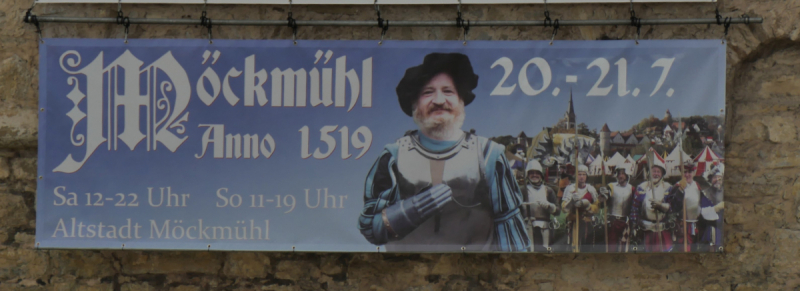 Möckmühl
Anno 1519
20.-21.7.
Sa 12-22 Uhr So 11-19 Uhr
Altstadt Möckmühl